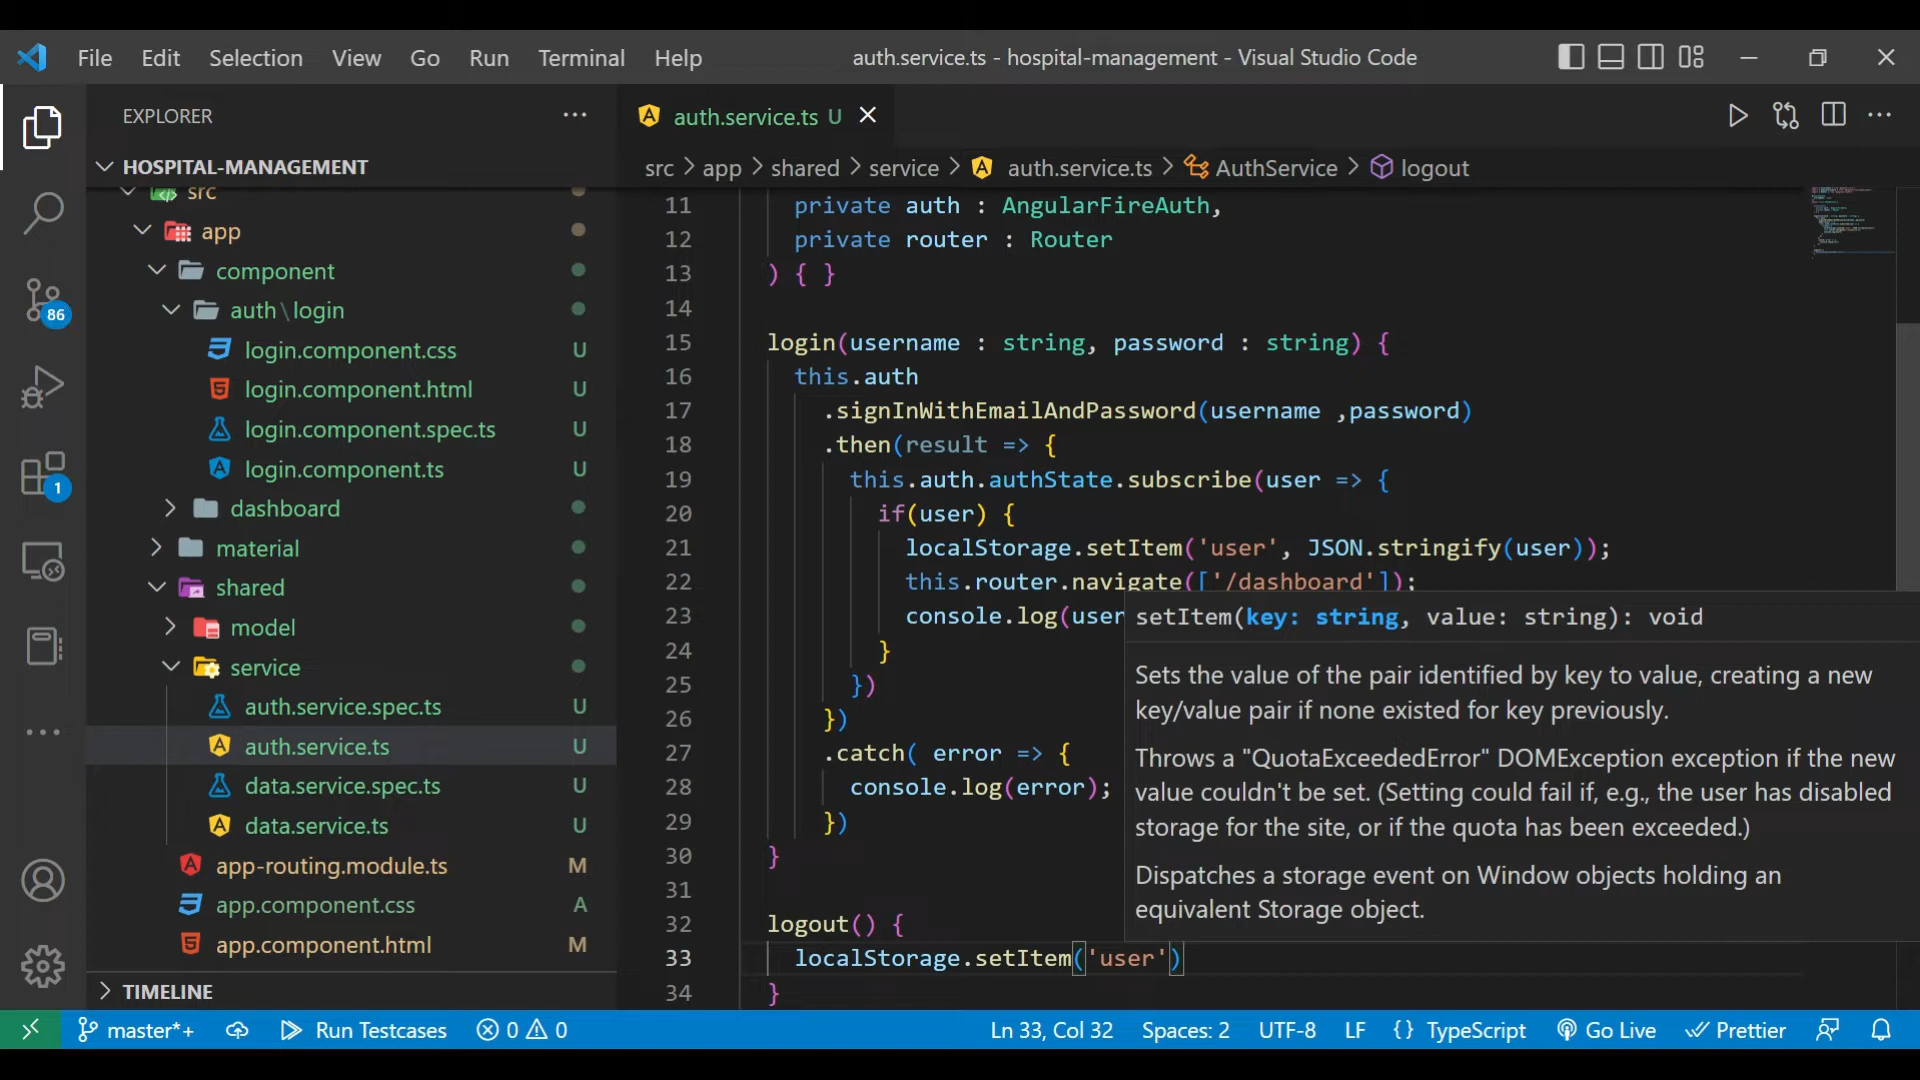 File Edit Selection View Go Run Terminal Help
auth.service.ts - hospital-management - Visual Studio Code
EXPLORER
auth.service.ts U
HOSPITAL-MANAGEMENT
src > app > shared > service > auth.service.ts > AuthService > logout
src
app
component
auth\login
login.component.css U
login.component.html U
login.component.spec.ts U
login.component.ts U
dashboard
material
shared
model
service
auth.service.spec.ts U
auth.service.ts U
data.service.spec.ts U
data.service.ts U
app-routing.module.ts M
app.component.css A
app.component.html M
TIMELINE
86
1
11 private auth : AngularFireAuth,
12 private router : Router
13 ) { }
14
15 login(username : string, password : string) {
16 this.auth
17 .signInWithEmailAndPassword(username ,password)
18 .then(result => {
19 this.auth.authState.subscribe(user => {
20 if(user) {
21 localStorage.setItem('user', JSON.stringify(user));
22 this.router.navigate(['/dashboard']);
23 console.log(user
24 }
25 })
26 })
27 .catch( error => {
28 console.log(error);
29 })
30 }
31
32 logout() {
33 localStorage.setItem('user')
34 }
setItem(key: string, value: string): void
Sets the value of the pair identified by key to value, creating a new
key/value pair if none existed for key previously.
Throws a "QuotaExceededError" DOMException exception if the new
value couldn't be set. (Setting could fail if, e.g., the user has disabled
storage for the site, or if the quota has been exceeded.)
Dispatches a storage event on Window objects holding an
equivalent Storage object.
master*+ Run Testcases 0 0 Ln 33, Col 32 Spaces: 2 UTF-8 LF {} TypeScript Go Live Prettier